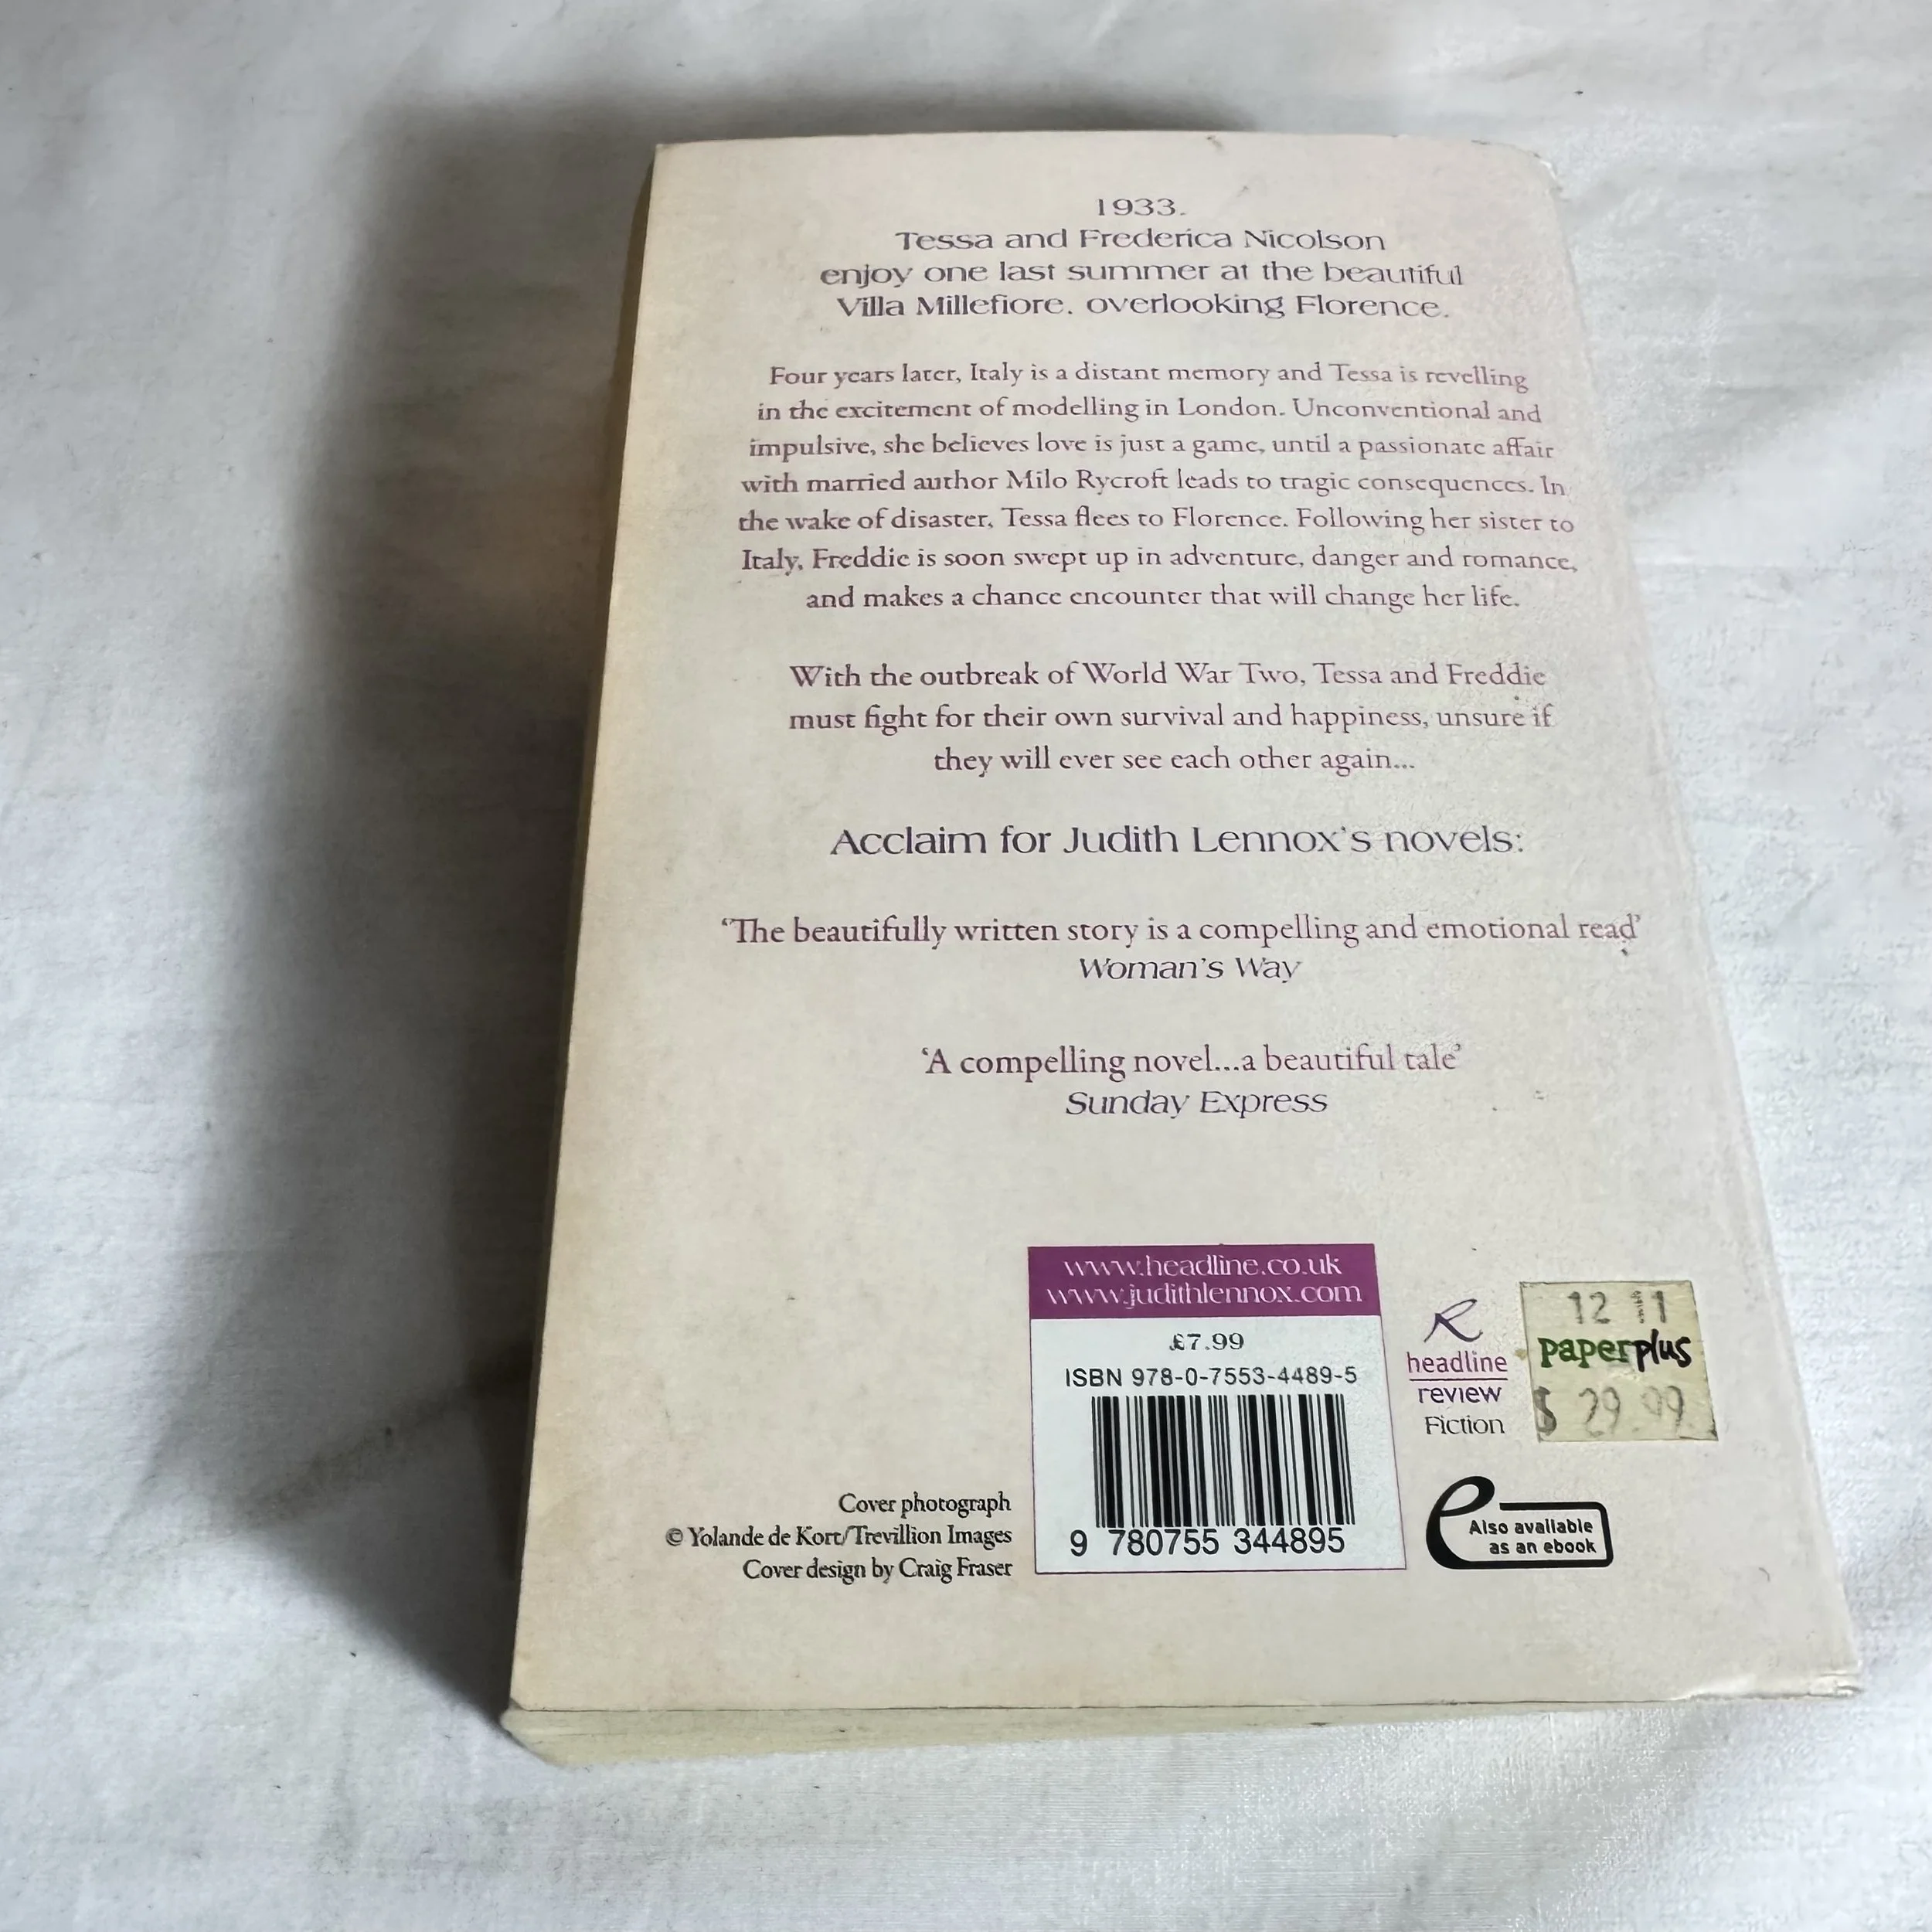 1933.
Tessa and Frederica Nicolson
enjoy one last summer at the beautiful
Villa Millefiore, overlooking Florence.
Four years later, Italy is a distant memory and Tessa is revelling
in the excitement of modelling in London. Unconventional and
impulsive, she believes love is just a game, until a passionate affair
with married author Milo Rycroft leads to tragic consequences. In
the wake of disaster, Tessa flees to Florence. Following her sister to
Italy, Freddie is soon swept up in adventure, danger and romance,
and makes a chance encounter that will change her life.
With the outbreak of World War Two, Tessa and Freddie
must fight for their own survival and happiness, unsure if
they will ever see each other again...
Acclaim for Judith Lennox's novels:
‘The beautifully written story is a compelling and emotional read’
Woman's Way
‘A compelling novel...a beautiful tale’
Sunday Express
www.headline.co.uk
www.judithlennox.com
£7.99
ISBN 978-0-7553-4489-5
9 780755 344895
R
headline
review
Fiction
12 11
paperplus
$ 29.99
Also available
as an ebook
Cover photograph
© Yolande de Kort/Trevillion Images
Cover design by Craig Fraser